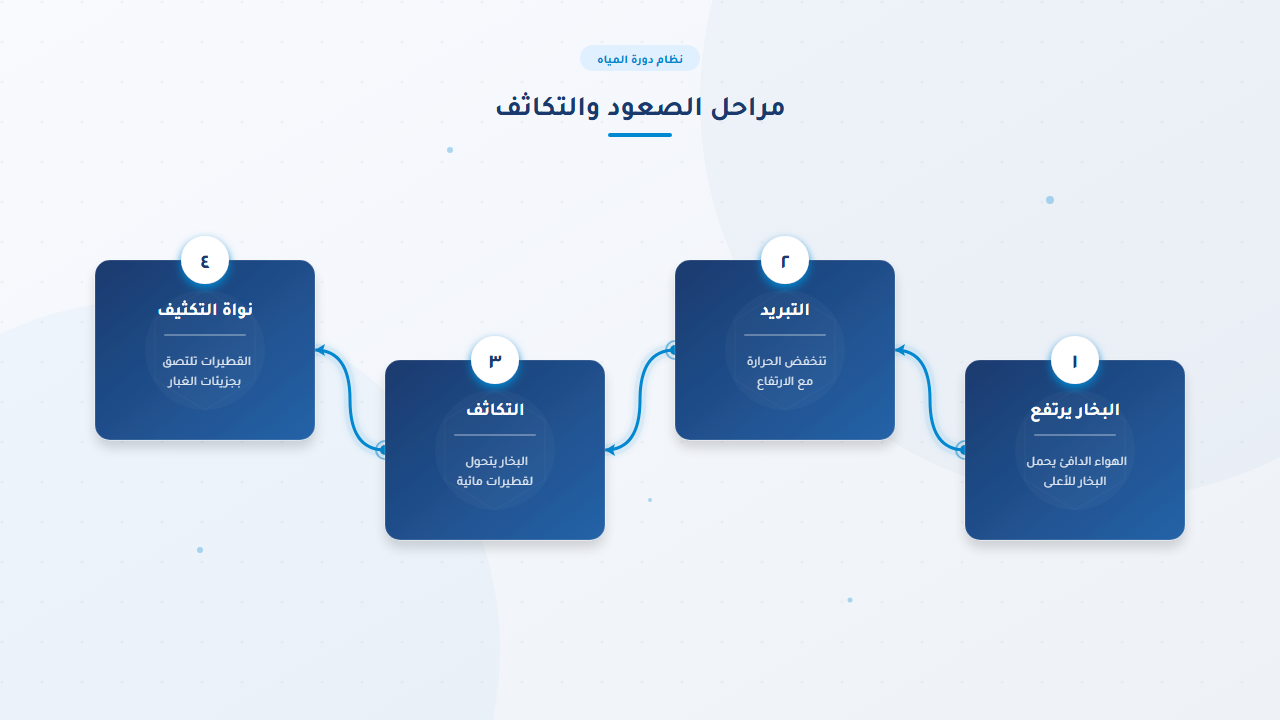 نظام دورة المياه
مراحل الصعود والتكاثف
١
البخار يرتفع
الهواء الدافئ يحمل
البخار للأعلى
٢
التبريد
تنخفض الحرارة
مع الارتفاع
٣
التكاثف
البخار يتحول
لقطيرات مائية
٤
نواة التكثيف
القطيرات تلتصق
بجزيئات الغبار